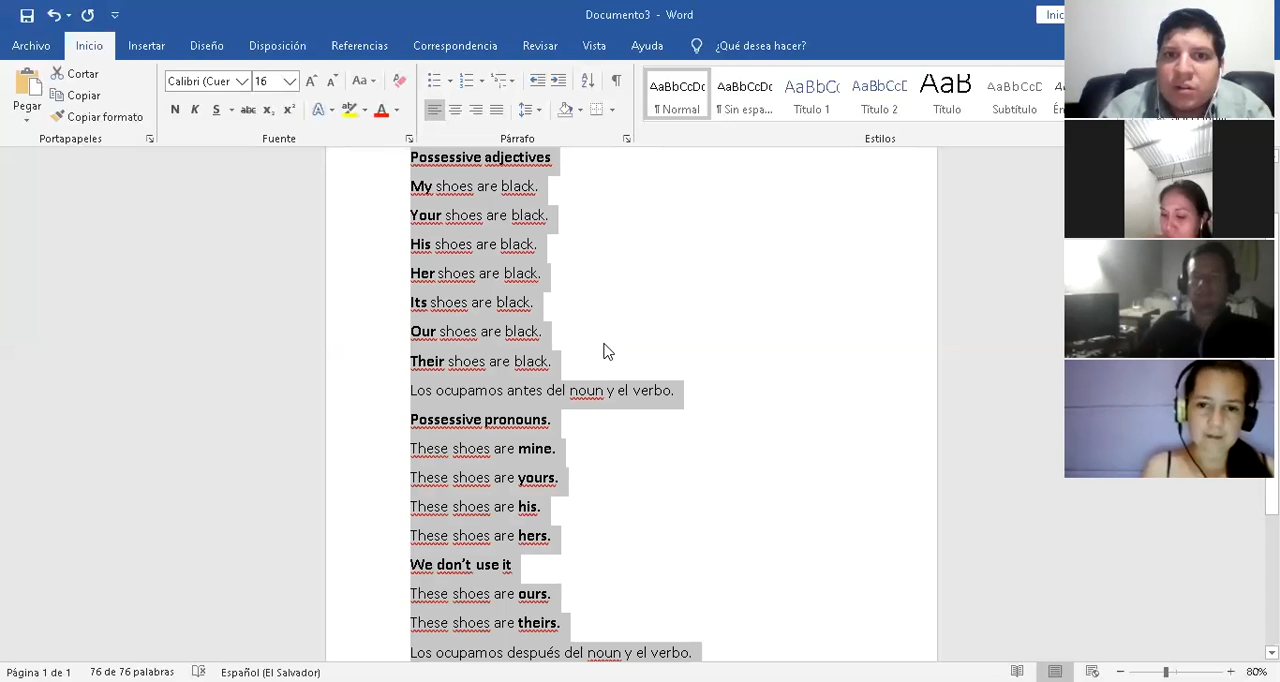 Documento3 - Word
Inic
Archivo Inicio Insertar Diseño Disposición Referencias Correspondencia Revisar Vista Ayuda ¿Qué desea hacer?
Pegar
Cortar
Copiar
Copiar formato
Portapapeles
Calibri (Cuer 16
Aa
N K S abc x₂ x²
Fuente
Párrafo
AaBbCcDc AaBbCcDc AaBbCc AaBbCcD AaB AaBbCcD
¶ Normal ¶ Sin espa... Título 1 Título 2 Título Subtítulo
Estilos
Possessive adjectives
My shoes are black.
Your shoes are black.
His shoes are black.
Her shoes are black.
Its shoes are black.
Our shoes are black.
Their shoes are black.
Los ocupamos antes del noun y el verbo.
Possessive pronouns.
These shoes are mine.
These shoes are yours.
These shoes are his.
These shoes are hers.
We don't use it
These shoes are ours.
These shoes are theirs.
Los ocupamos después del noun y el verbo.
Página 1 de 1 76 de 76 palabras Español (El Salvador) 80%